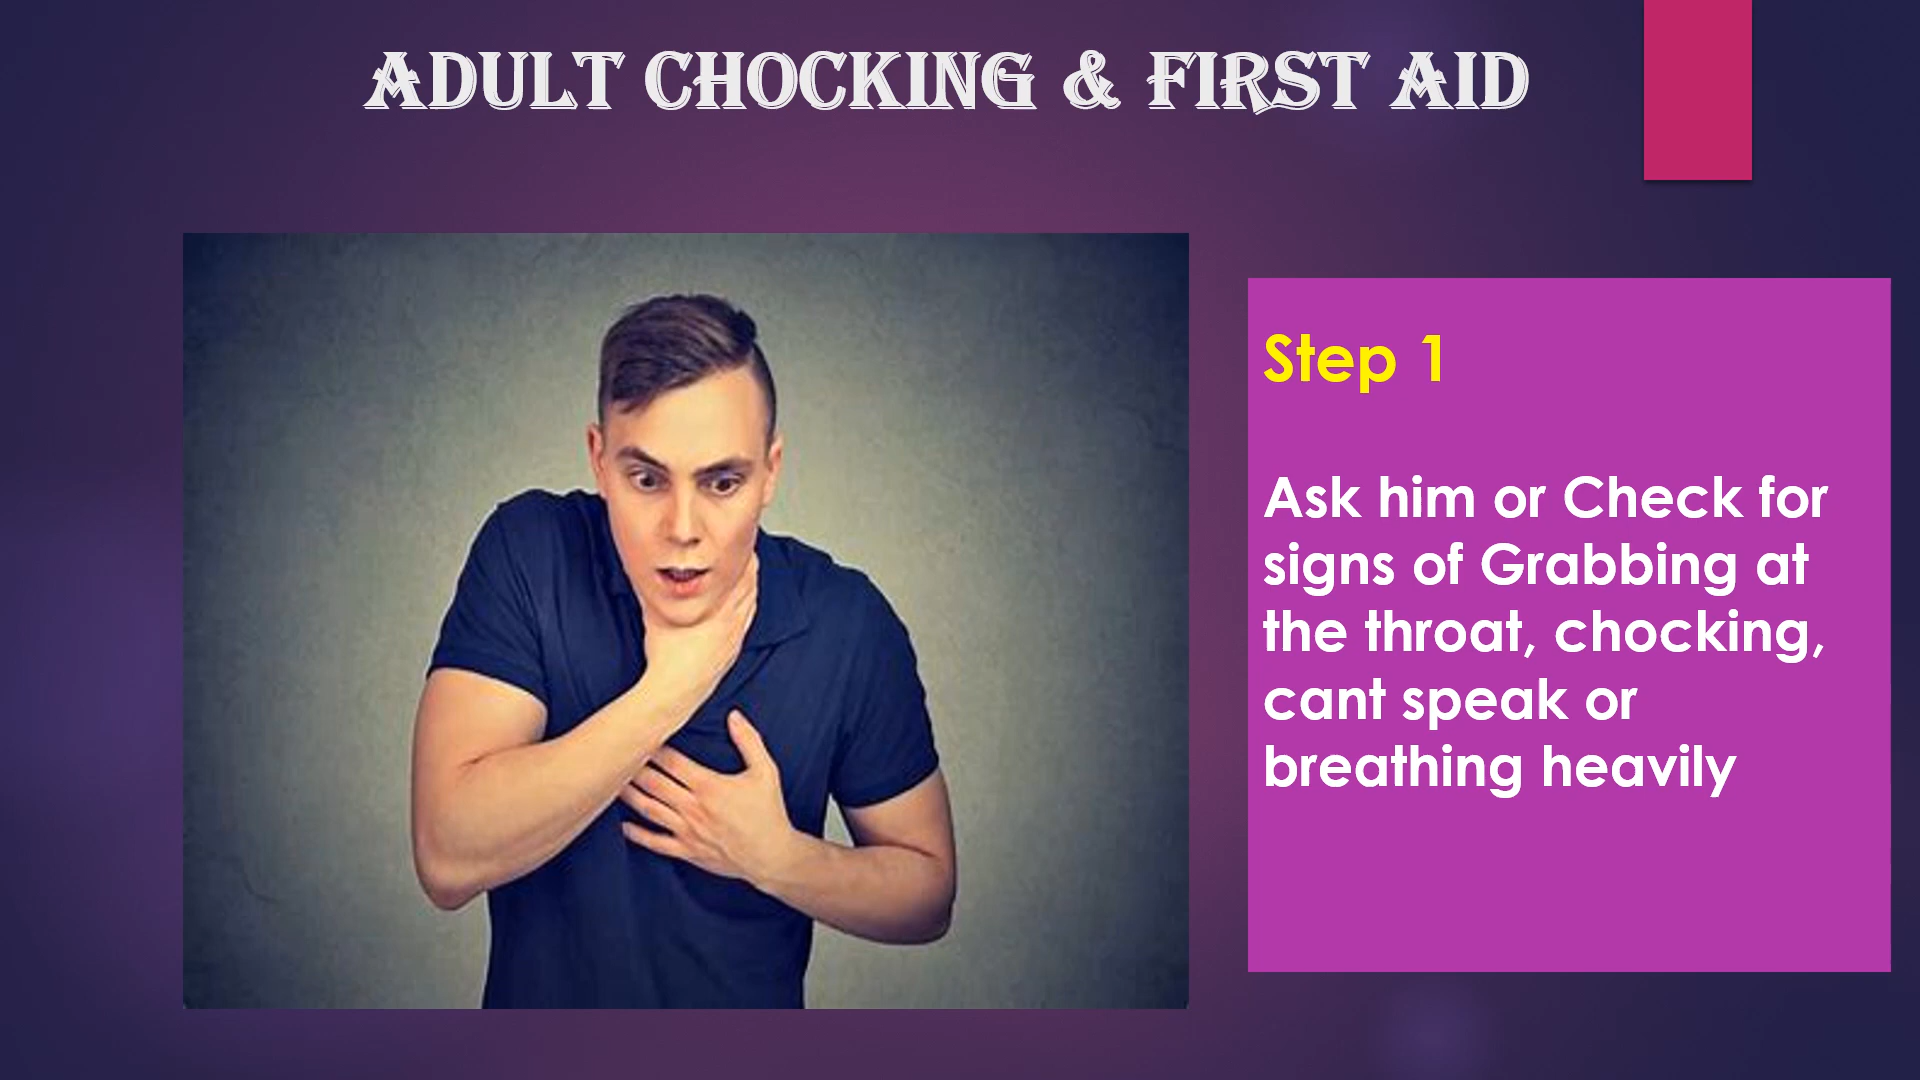 ADULT CHOCKING & FIRST AID
Step 1
Ask him or Check for
signs of Grabbing at
the throat, chocking,
cant speak or
breathing heavily